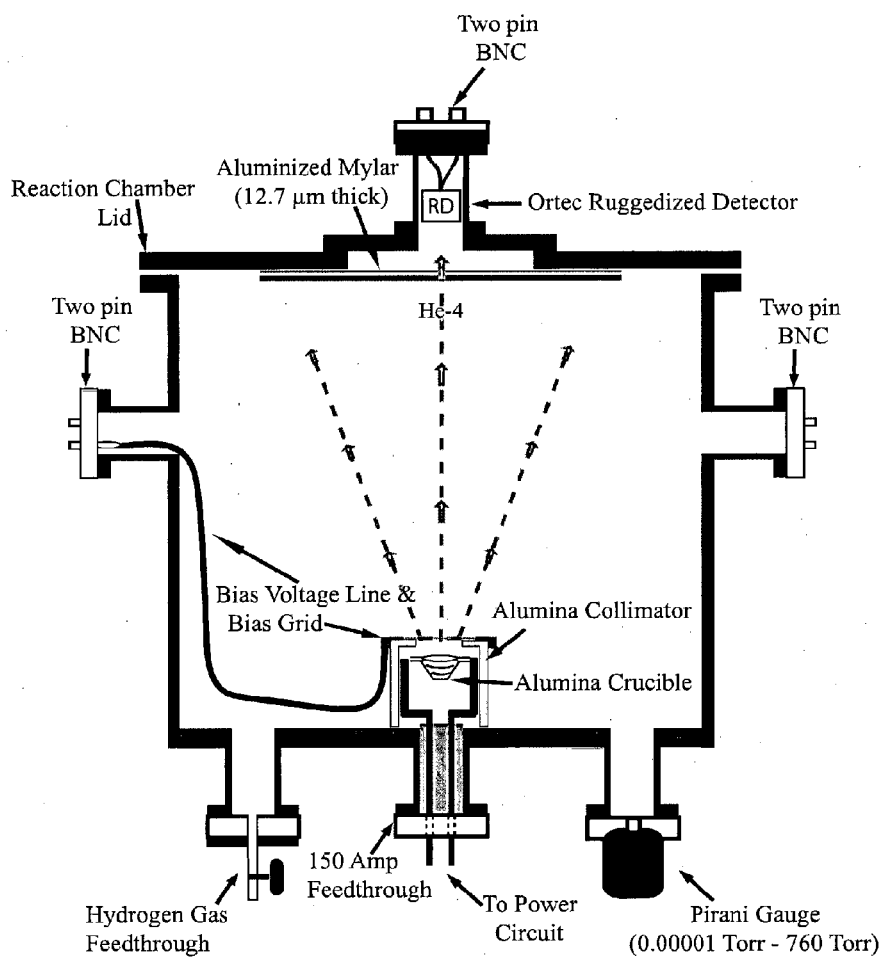 Two pin
BNC
Aluminized Mylar
(12.7 µm thick)
Reaction Chamber
Lid
RD
Ortec Ruggedized Detector
He-4
Two pin
BNC
Two pin
BNC
Bias Voltage Line &
Bias Grid
Alumina Collimator
Alumina Crucible
150 Amp
Feedthrough
Hydrogen Gas
Feedthrough
To Power
Circuit
Pirani Gauge
(0.00001 Torr - 760 Torr)